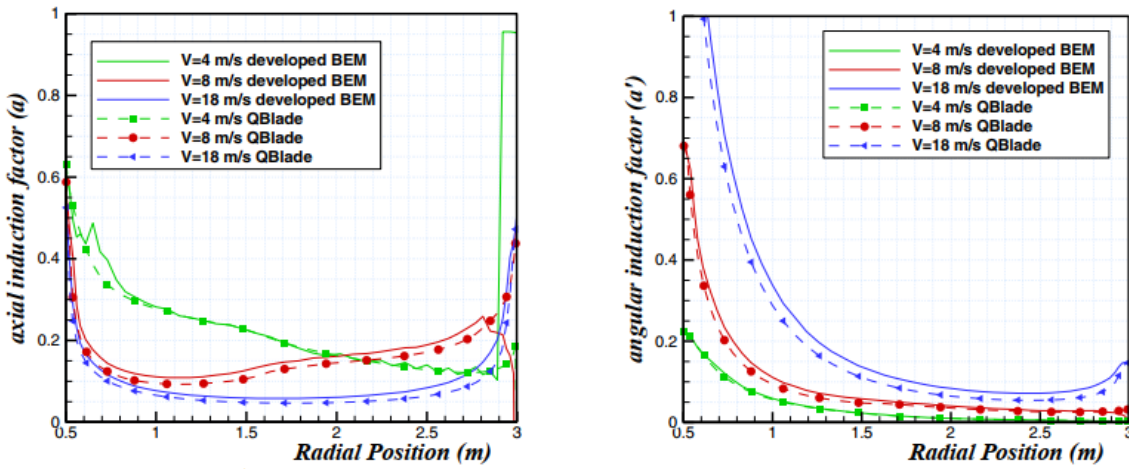 axial induction factor (a)
1
0.8
0.6
0.4
0.2
0
V=4 m/s developed BEM
V=8 m/s developed BEM
V=18 m/s developed BEM
V=4 m/s QBlade
V=8 m/s QBlade
V=18 m/s QBlade
0.5 1 1.5 2 2.5 3
Radial Position (m)
angular induction factor (a')
1
0.8
0.6
0.4
0.2
0
V=4 m/s developed BEM
V=8 m/s developed BEM
V=18 m/s developed BEM
V=4 m/s QBlade
V=8 m/s QBlade
V=18 m/s QBlade
0.5 1 1.5 2 2.5 3
Radial Position (m)